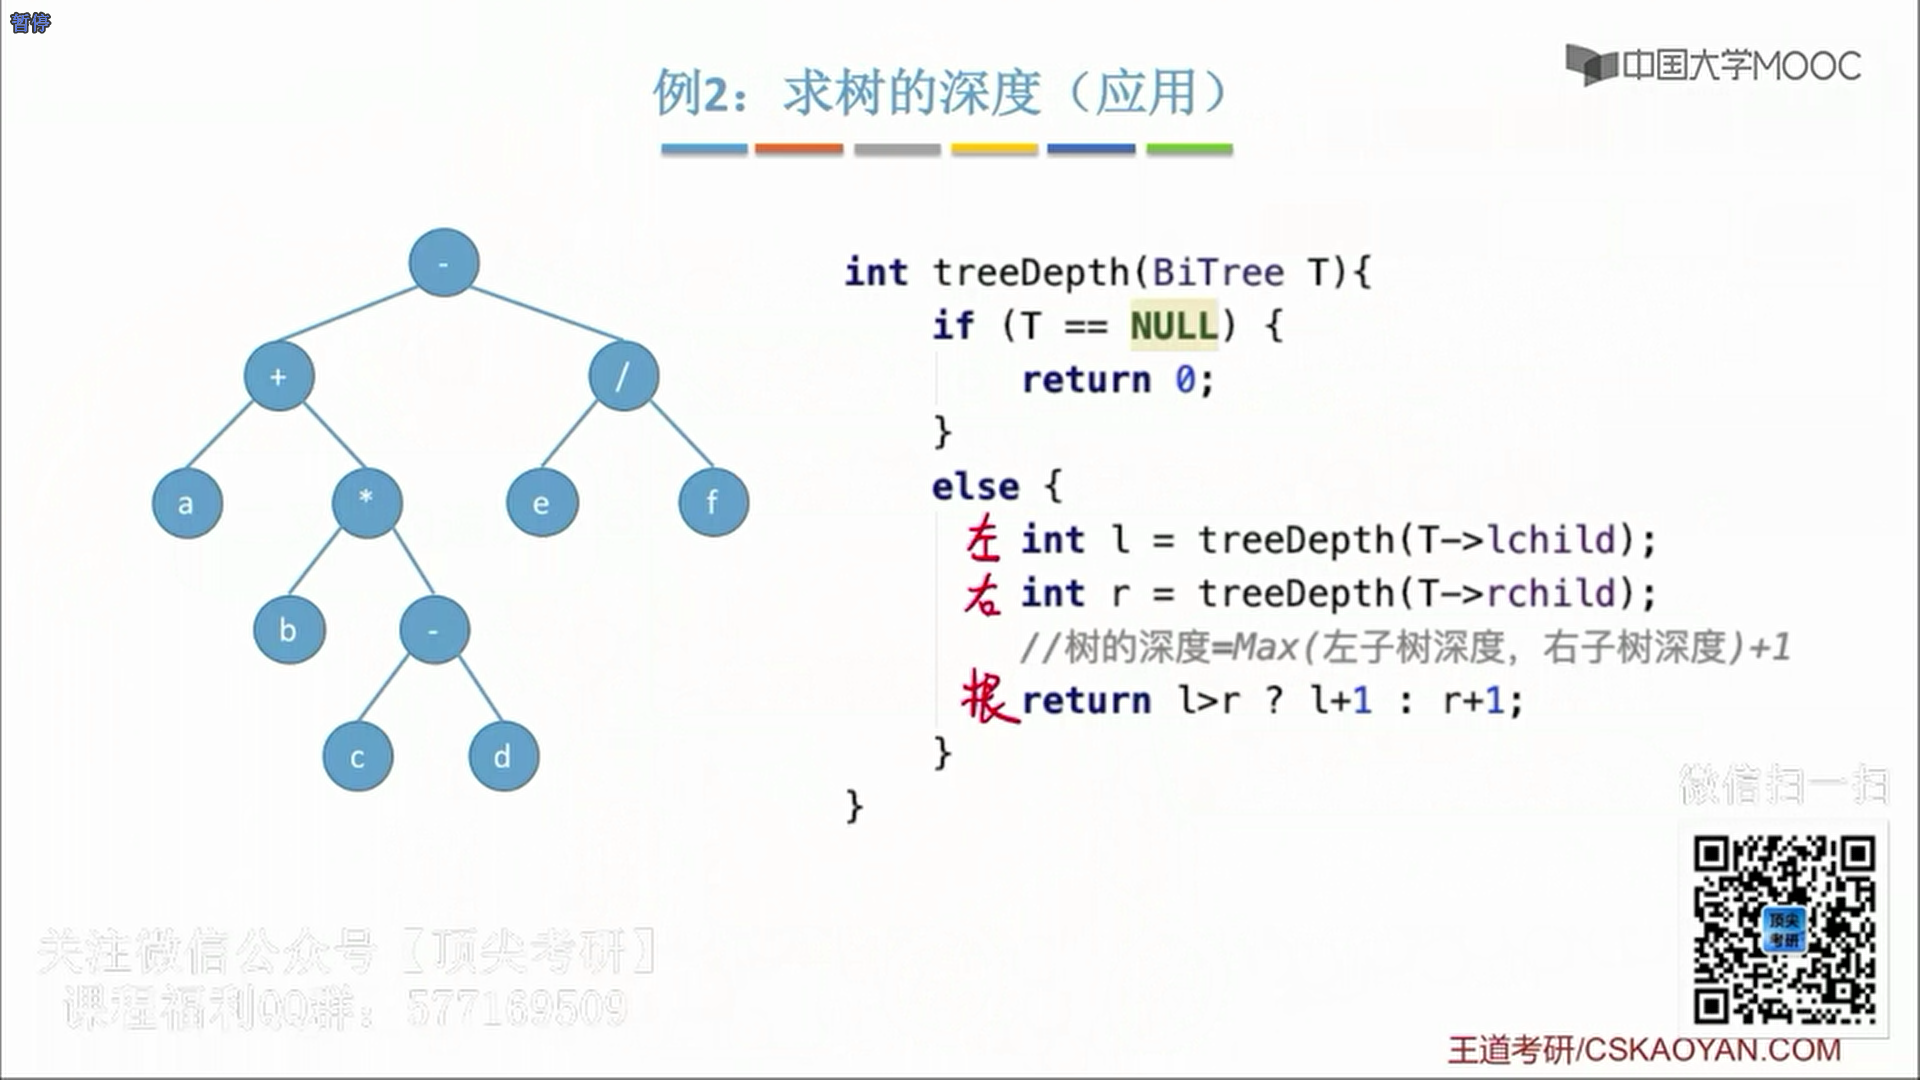 暂停
中国大学MOOC
例2：求树的深度（应用）
-
+
/
a
*
e
f
b
-
c
d
int treeDepth(BiTree T){
if (T == NULL) {
return 0;
}
else {
左 int l = treeDepth(T->lchild);
右 int r = treeDepth(T->rchild);
//树的深度=Max(左子树深度，右子树深度)+1
根 return l>r ? l+1 : r+1;
}
}
微信扫一扫
顶尖
考研
关注微信公众号【顶尖考研】
课程福利QQ群：577169509
王道考研/CSKAOYAN.COM